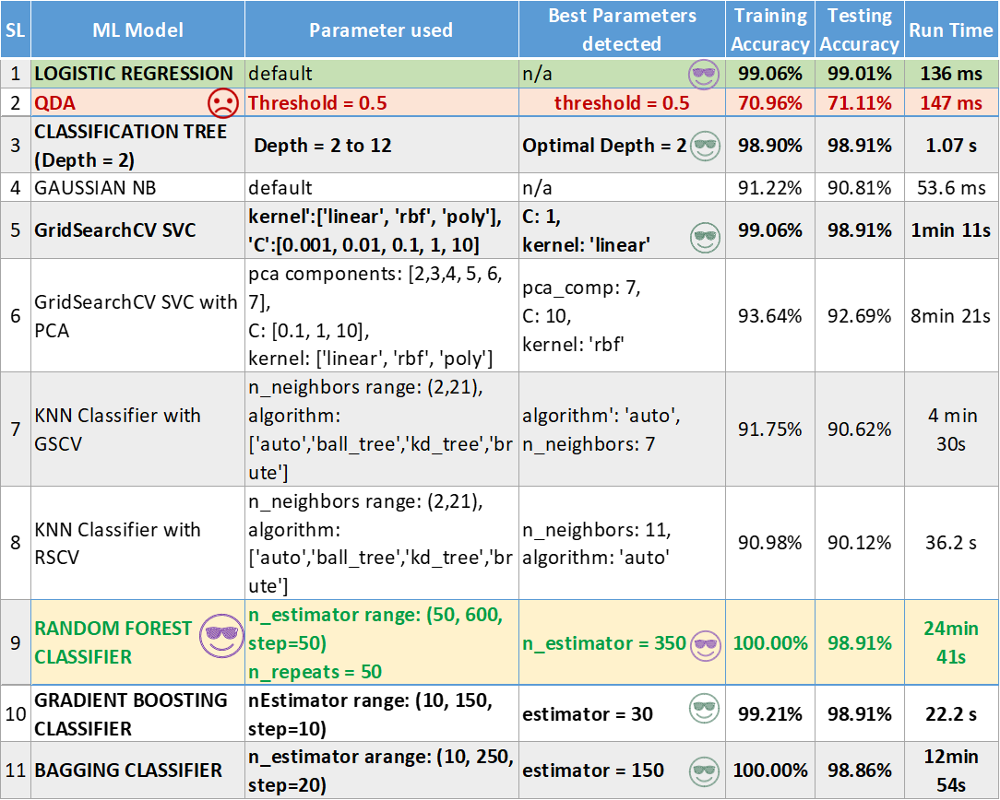 SL ML Model Parameter used Best Parameters detected Training Accuracy Testing Accuracy Run Time
1 LOGISTIC REGRESSION default n/a 99.06% 99.01% 136 ms
2 QDA Threshold = 0.5 threshold = 0.5 70.96% 71.11% 147 ms
3 CLASSIFICATION TREE
(Depth = 2) Depth = 2 to 12 Optimal Depth = 2 98.90% 98.91% 1.07 s
4 GAUSSIAN NB default n/a 91.22% 90.81% 53.6 ms
5 GridSearchCV SVC
kernel':['linear', 'rbf', 'poly'],
'C':[0.001, 0.01, 0.1, 1, 10]
C: 1,
kernel: 'linear'
99.06% 98.91% 1min 11s
6 GridSearchCV SVC with
PCA
pca components: [2,3,4, 5, 6,
7],
C: [0.1, 1, 10],
kernel: ['linear', 'rbf', 'poly']
pca_comp: 7,
C: 10,
kernel: 'rbf'
93.64% 92.69% 8min 21s
7 KNN Classifier with
GSCV
n_neighbors range: (2,21),
algorithm:
['auto','ball_tree','kd_tree','br
ute']
algorithm': 'auto',
n_neighbors: 7
91.75% 90.62% 4 min
30s
8 KNN Classifier with
RSCV
n_neighbors range: (2,21),
algorithm:
['auto','ball_tree','kd_tree','br
ute']
n_neighbors: 11,
algorithm: 'auto'
90.98% 90.12% 36.2 s
9 RANDOM FOREST
CLASSIFIER
n_estimator range: (50, 600,
step=50)
n_repeats = 50
n_estimator = 350
100.00% 98.91% 24min
41s
10 GRADIENT BOOSTING
CLASSIFIER
nEstimator range: (10, 150,
step=10)
estimator = 30
99.21% 98.91% 22.2 s
11 BAGGING CLASSIFIER
n_estimator arange: (10, 250,
step=20)
estimator = 150
100.00% 98.86% 12min
54s